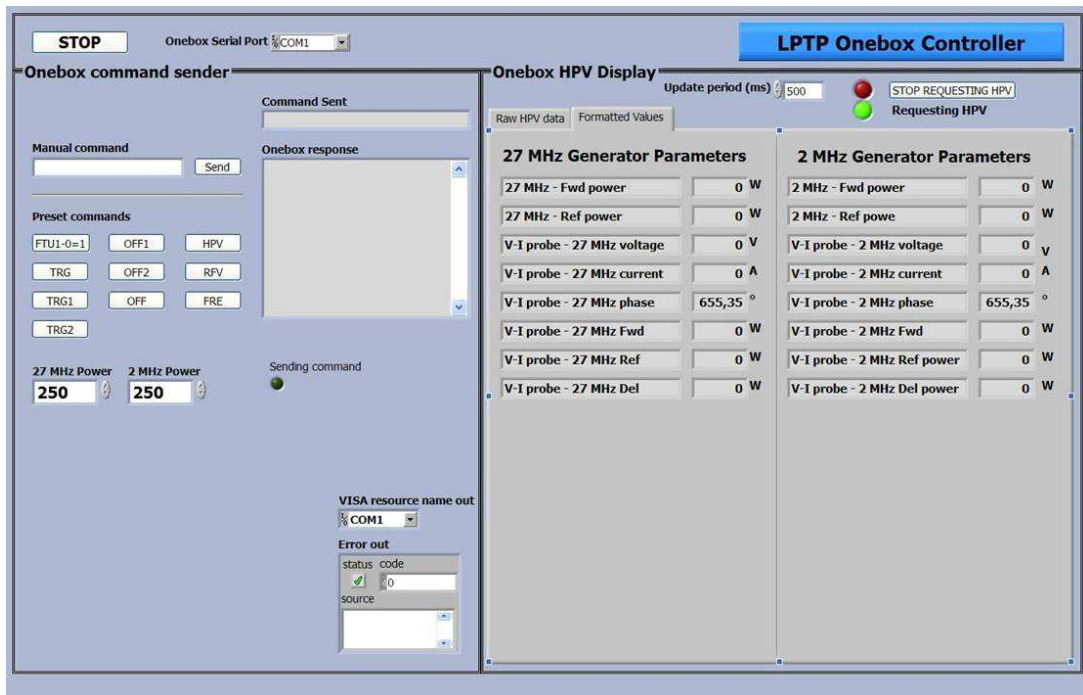 STOP
Onebox Serial Port COM1
LPTP Onebox Controller
Onebox command sender
Command Sent
Manual command
Send
Onebox response
Preset commands
FTU1-0=1 OFF1 HPV
TRG OFF2 RFV
TRG1 OFF FRE
TRG2
27 MHz Power 2 MHz Power
250 250
Sending command
VISA resource name out
COM1
Error out
status code
0
source
Onebox HPV Display
Update period (ms) 500
STOP REQUESTING HPV
Requesting HPV
Raw HPV data Formatted Values
27 MHz Generator Parameters
27 MHz - Fwd power 0 W
27 MHz - Ref power 0 W
V-I probe - 27 MHz voltage 0 V
V-I probe - 27 MHz current 0 A
V-I probe - 27 MHz phase 655,35 °
V-I probe - 27 MHz Fwd 0 W
V-I probe - 27 MHz Ref 0 W
V-I probe - 27 MHz Del 0 W
2 MHz Generator Parameters
2 MHz - Fwd power 0 W
2 MHz - Ref powe 0 W
V-I probe - 2 MHz voltage 0 V
V-I probe - 2 MHz current 0 A
V-I probe - 2 MHz phase 655,35 °
V-I probe - 2 MHz Fwd 0 W
V-I probe - 2 MHz Ref power 0 W
V-I probe - 2 MHz Del power 0 W